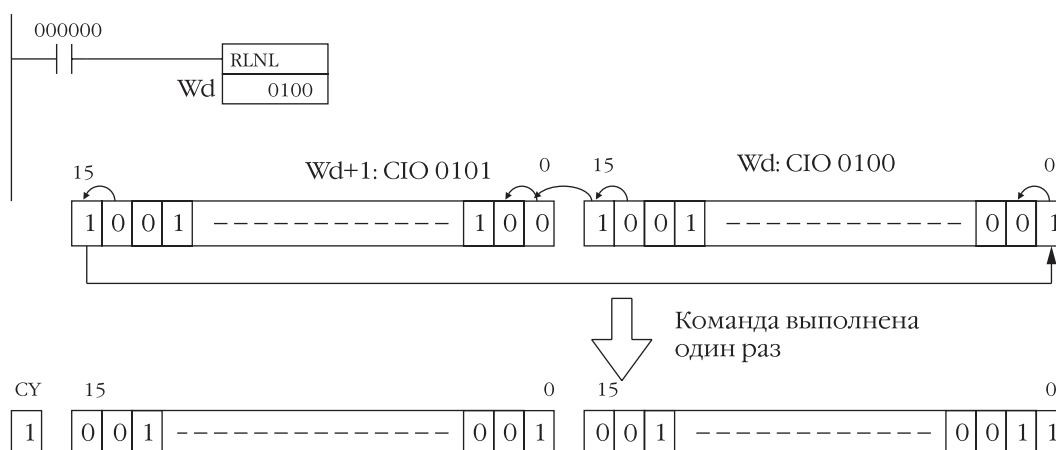 000000
RLNL
Wd 0100
15 Wd+1: CIO 0101 0 15 Wd: CIO 0100 0
1 0 0 1 1 0 0 1 0 0 1 0 0 1
Команда выполнена
один раз
CY 15 0 15 0
1 0 0 1 0 0 1 0 0 1 0 0 1 1